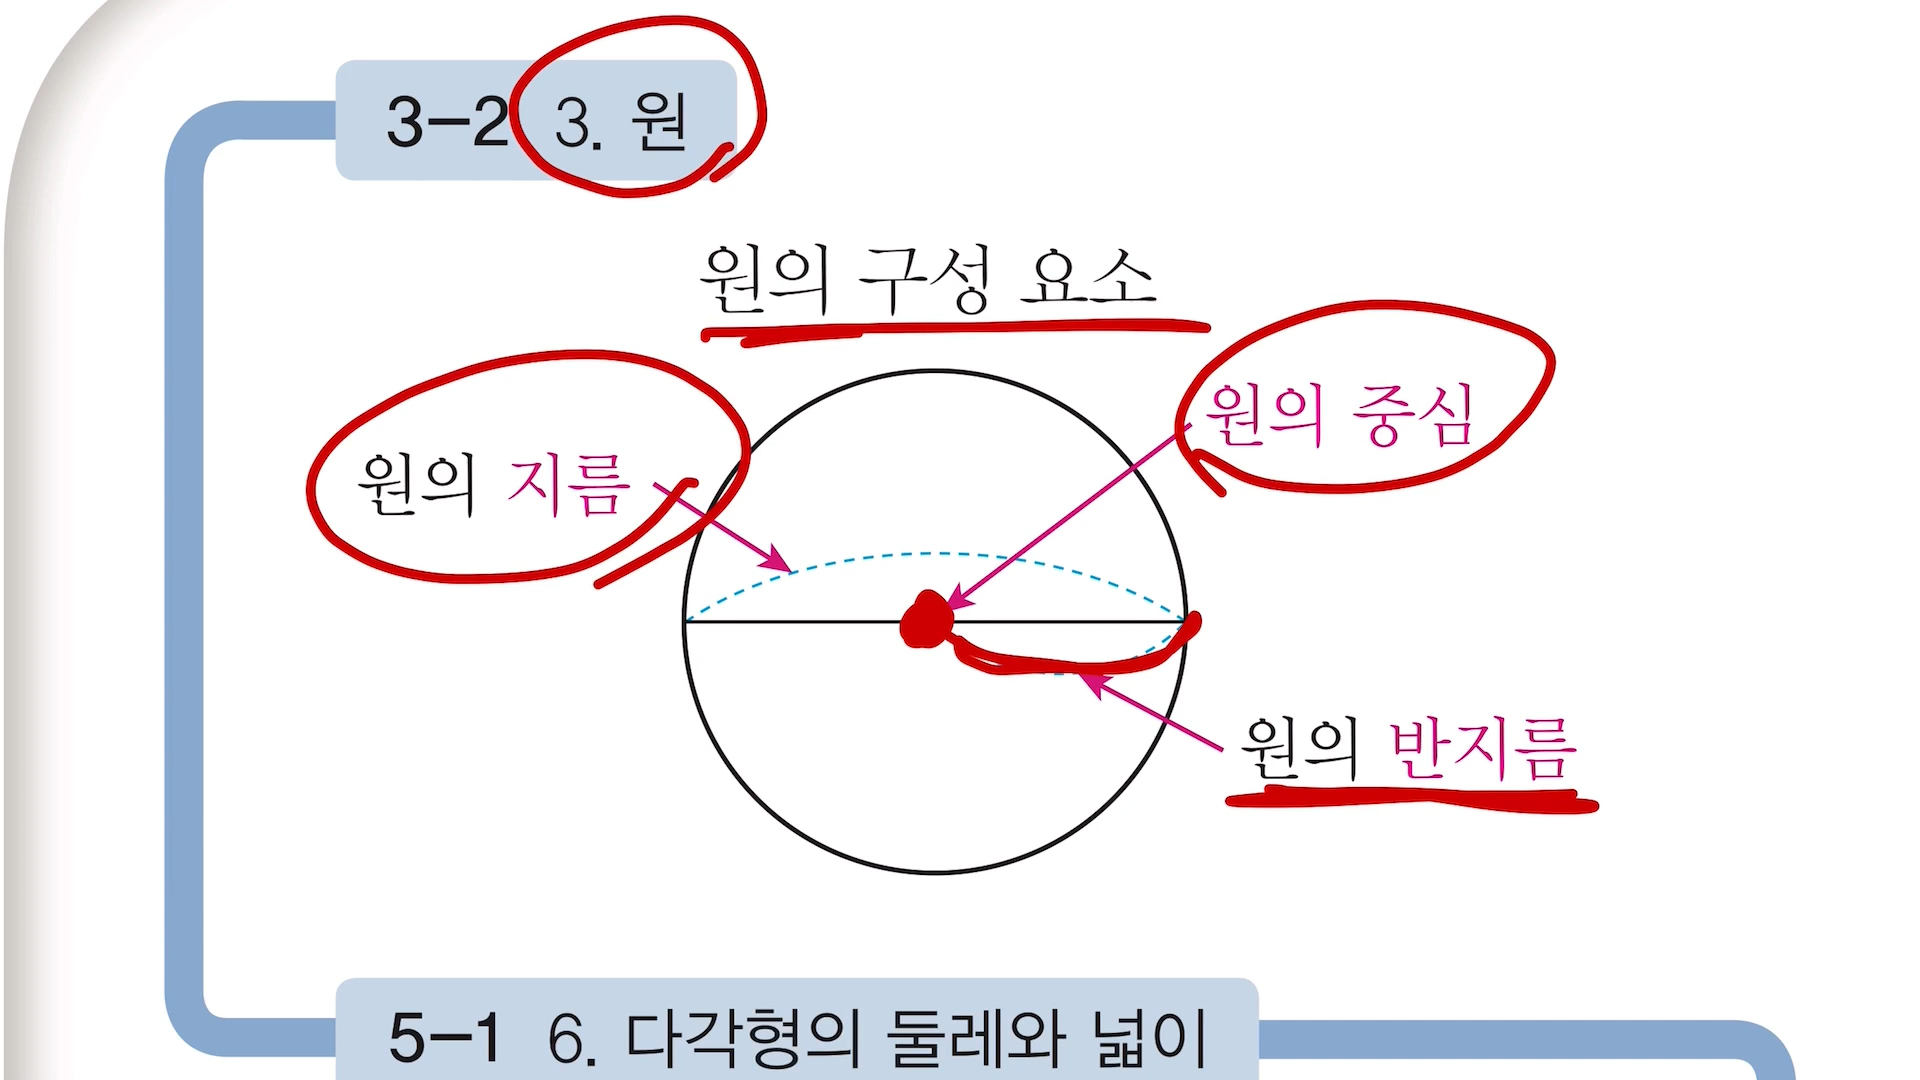 3-2 3. 원
원의 구성 요소
원의 중심
원의 지름
원의 반지름
5-1 6. 다각형의 둘레와 넓이